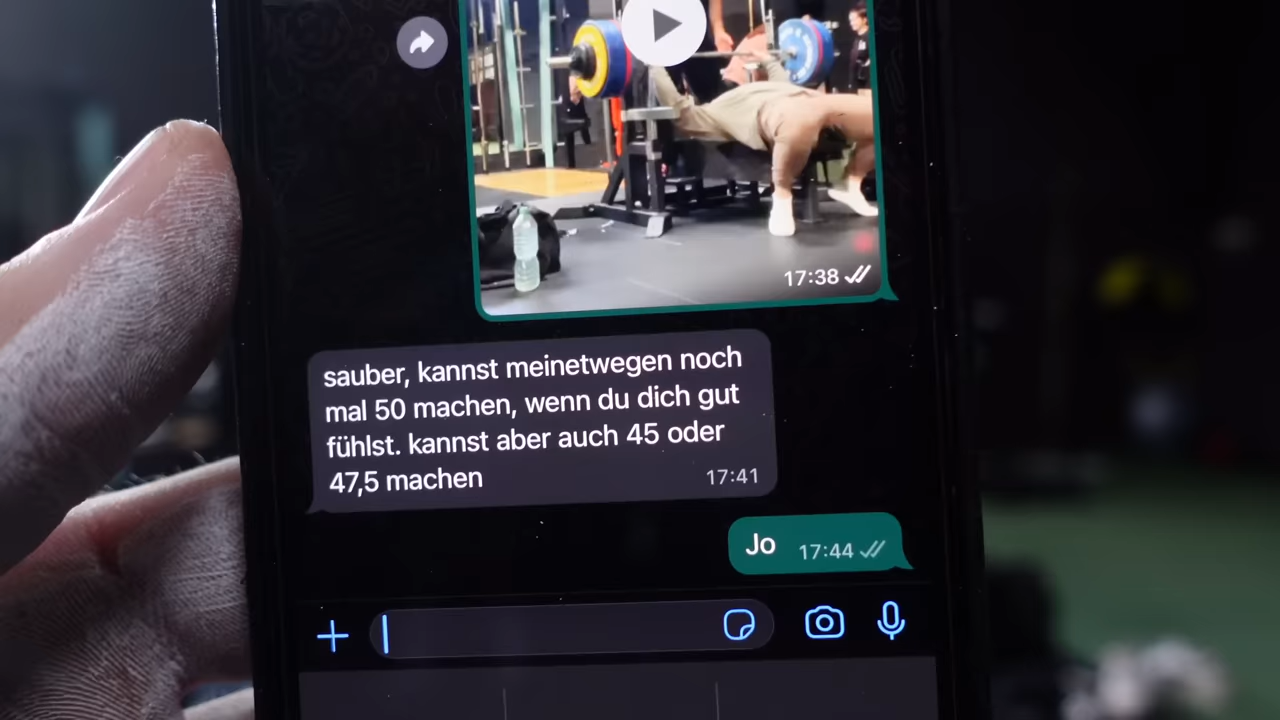 17:38
sauber, kannst meinetwegen noch
mal 50 machen, wenn du dich gut
fühlst. kannst aber auch 45 oder
47,5 machen
17:41
Jo 17:44